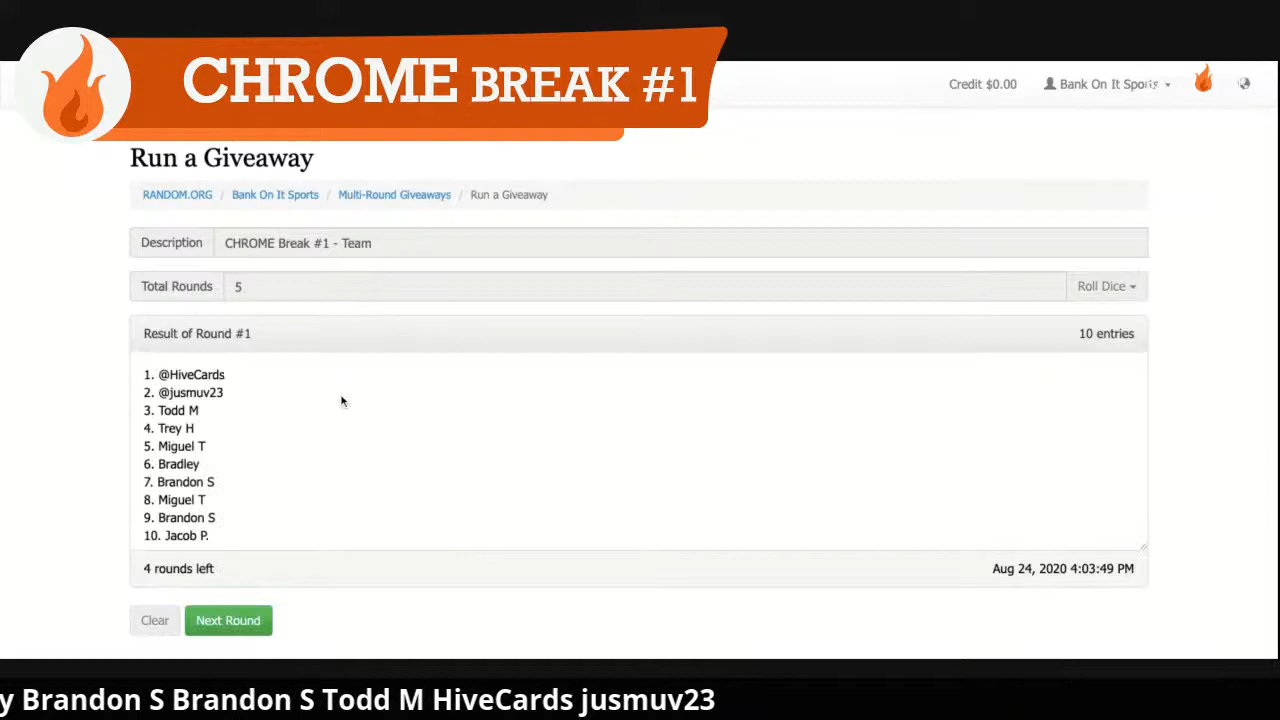 CHROME BREAK #1
Credit $0.00
Bank On It Sports
Run a Giveaway
RANDOM.ORG / Bank On It Sports / Multi-Round Giveaways / Run a Giveaway
Description CHROME Break #1 - Team
Total Rounds 5 Roll Dice
Result of Round #1 10 entries
1. @HiveCards
2. @jusmuv23
3. Todd M
4. Trey H
5. Miguel T
6. Bradley
7. Brandon S
8. Miguel T
9. Brandon S
10. Jacob P.
4 rounds left Aug 24, 2020 4:03:49 PM
Clear Next Round
y Brandon S Brandon S Todd M HiveCards jusmuv23